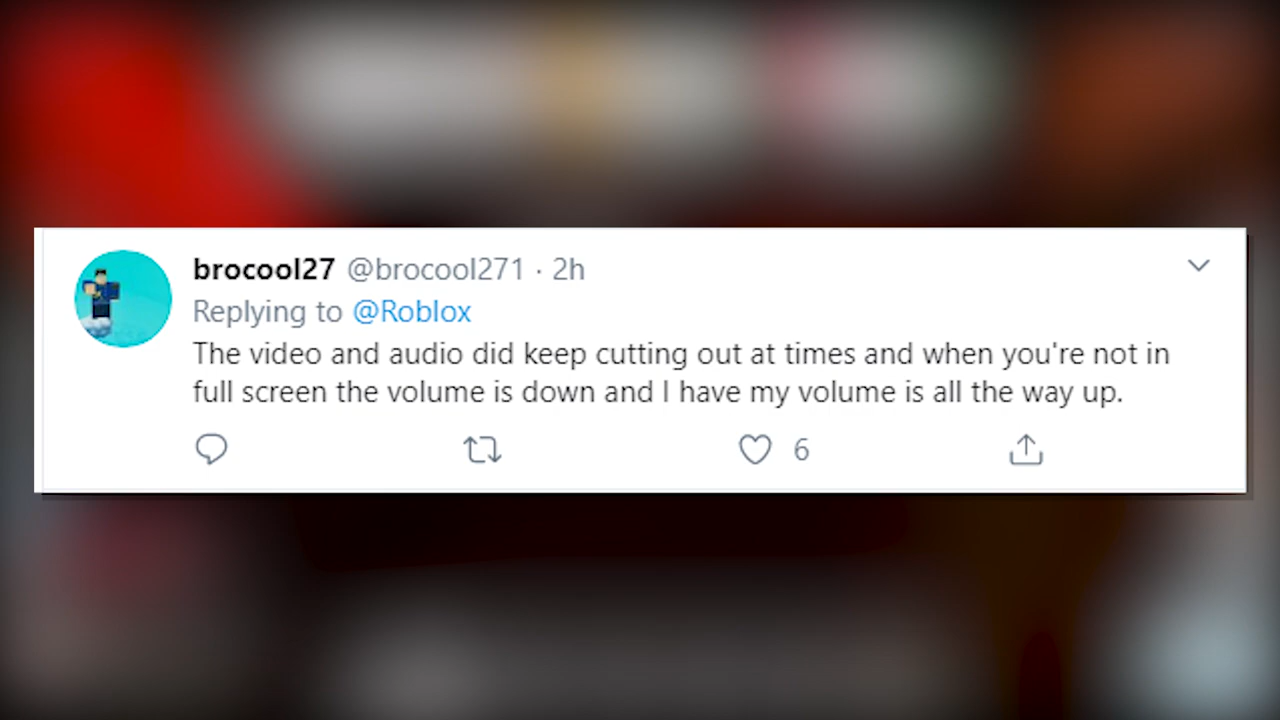 brocool27 @brocool271 · 2h
Replying to @Roblox
The video and audio did keep cutting out at times and when you're not in
full screen the volume is down and I have my volume is all the way up.
6